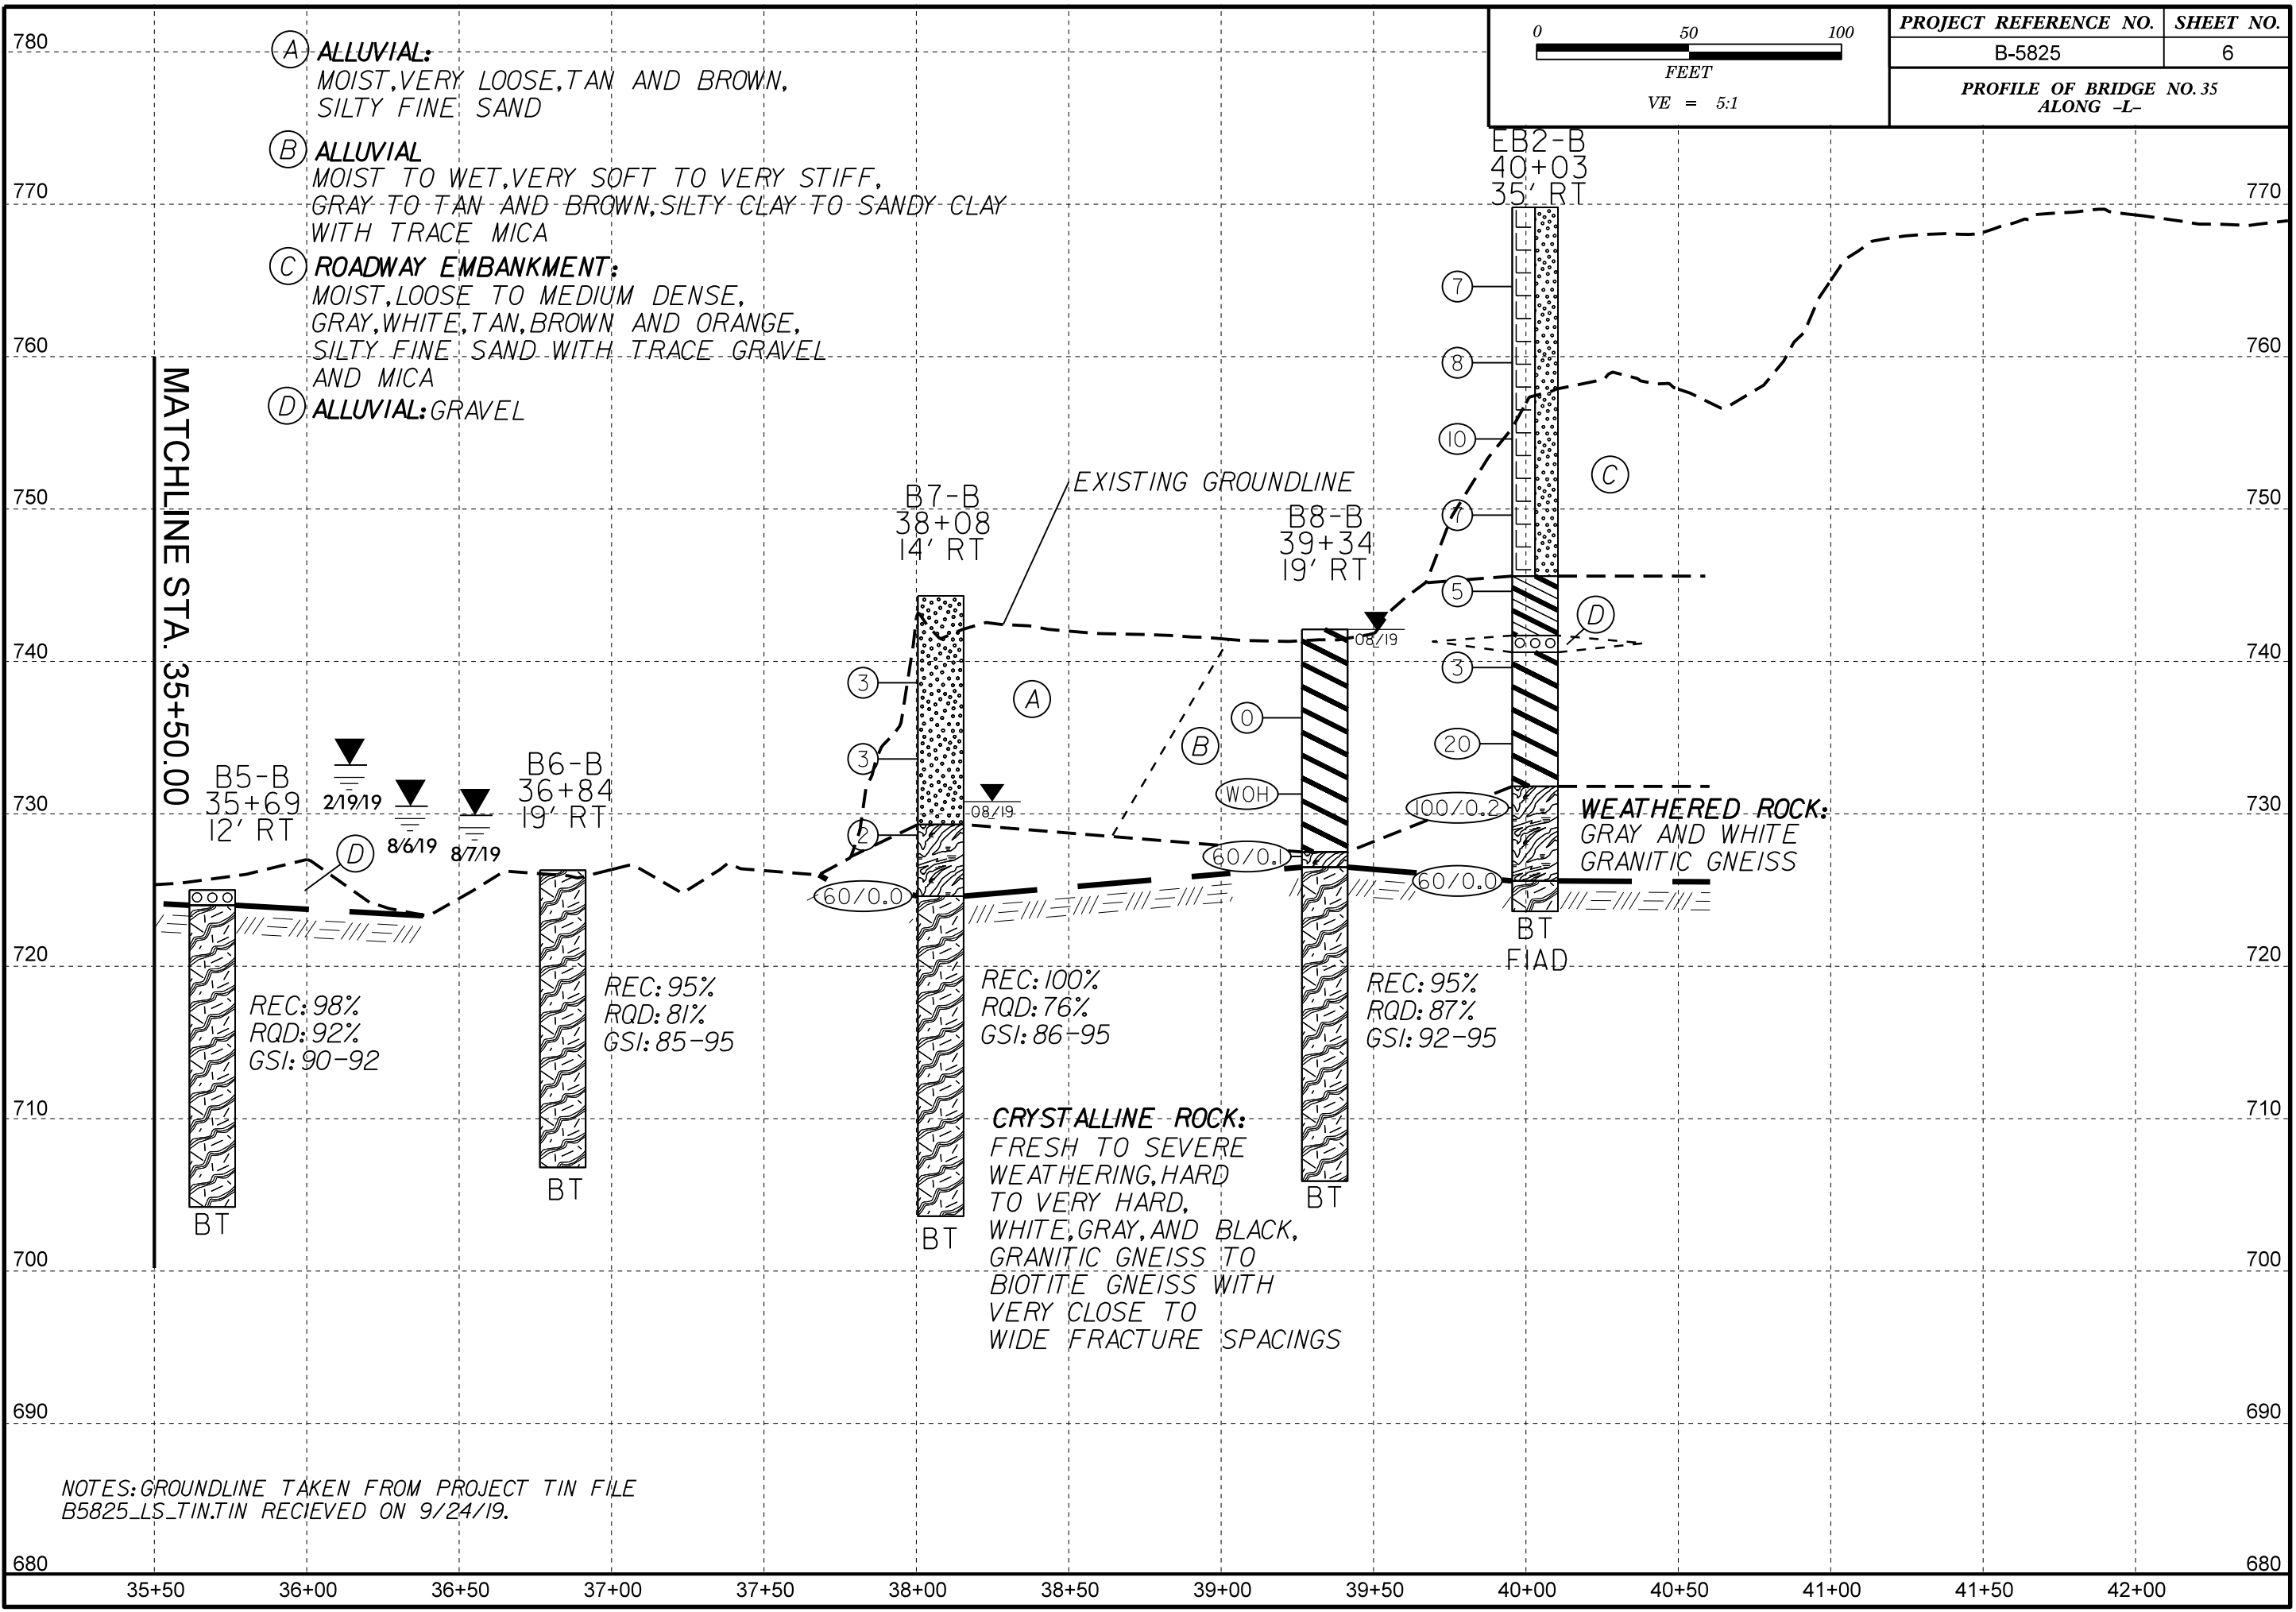 0 50 100
FEET
VE = 5:1
PROJECT REFERENCE NO. SHEET NO.
B-5825 6
PROFILE OF BRIDGE NO. 35
ALONG -L-
780
770
760
750
740
730
720
710
700
690
680
A ALLUVIAL:
MOIST, VERY LOOSE, TAN AND BROWN,
SILTY FINE SAND
B ALLUVIAL
MOIST TO WET, VERY SOFT TO VERY STIFF,
GRAY TO TAN AND BROWN, SILTY CLAY TO SANDY CLAY
WITH TRACE MICA
C ROADWAY EMBANKMENT:
MOIST, LOOSE TO MEDIUM DENSE,
GRAY, WHITE, TAN, BROWN AND ORANGE,
SILTY FINE SAND WITH TRACE GRAVEL
AND MICA
D ALLUVIAL: GRAVEL
MATCHLINE STA. 35+50.00
B5-B
35+69
12' RT
D
2/19/19
8/6/19
8/7/19
REC: 98%
RQD: 92%
GSI: 90-92
BT
B6-B
36+84
19' RT
REC: 95%
RQD: 81%
GSI: 85-95
BT
B7-B
38+08
14' RT
3
3
2
60/0.0
08/19
A
REC: 100%
RQD: 76%
GSI: 86-95
BT
EXISTING GROUNDLINE
B
B8-B
39+34
19' RT
0
WOH
60/0.1
08/19
REC: 95%
RQD: 87%
GSI: 92-95
BT
EB2-B
40+03
35' RT
7
8
10
7
5
3
20
100/0.2
60/0.0
C
D
BT
FIAD
WEATHERED ROCK:
GRAY AND WHITE
GRANITIC GNEISS
CRYSTALLINE ROCK:
FRESH TO SEVERE
WEATHERING, HARD
TO VERY HARD,
WHITE, GRAY, AND BLACK,
GRANITIC GNEISS TO
BIOTITE GNEISS WITH
VERY CLOSE TO
WIDE FRACTURE SPACINGS
770
760
750
740
730
720
710
700
690
680
NOTES: GROUNDLINE TAKEN FROM PROJECT TIN FILE
B5825_LS_TIN.TIN RECIEVED ON 9/24/19.
35+50 36+00 36+50 37+00 37+50 38+00 38+50 39+00 39+50 40+00 40+50 41+00 41+50 42+00